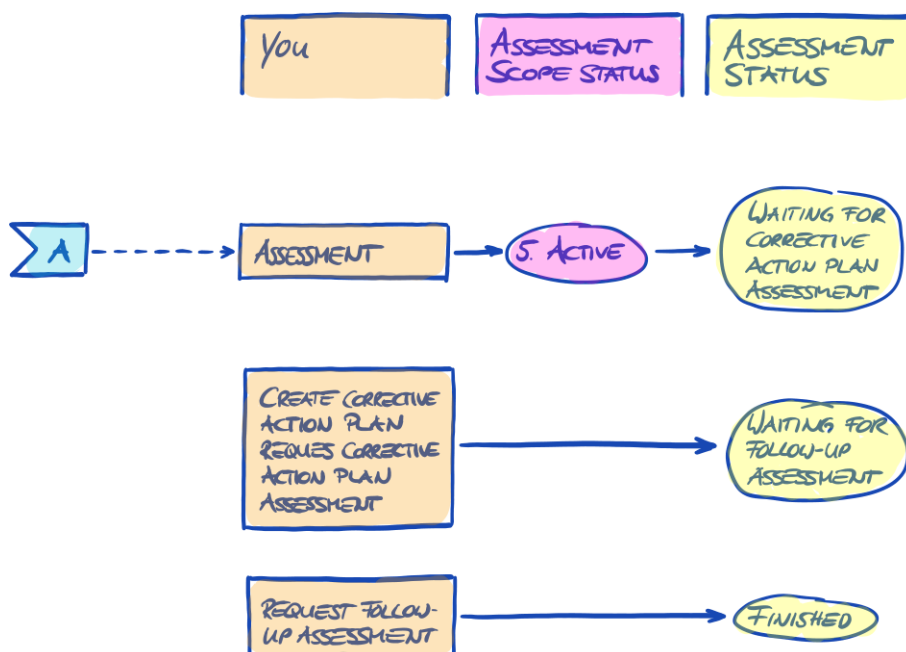 You
ASSESSMENT
SCOPE STATUS
ASSESSMENT
STATUS
A
ASSESSMENT
5. ACTIVE
WAITING FOR
CORRECTIVE
ACTION PLAN
ASSESSMENT
CREATE CORRECTIVE
ACTION PLAN
REQUES CORRECTIVE
ACTION PLAN
ASSESSMENT
WAITING FOR
FOLLOW-UP
ASSESSMENT
REQUEST FOLLOW-
UP ASSESSMENT
FINISHED